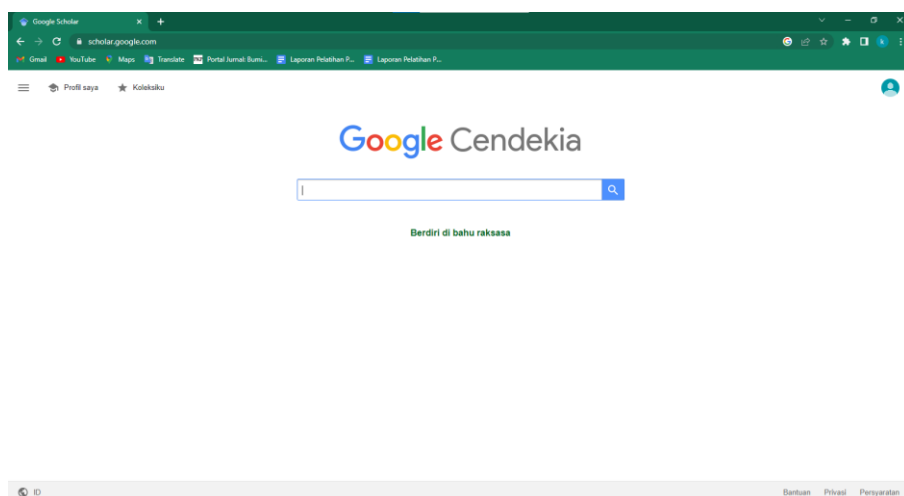 Google Scholar
scholar.google.com
Gmail YouTube Maps Translate Portal Jurnal: Bumi... Laporan Pelatihan P... Laporan Pelatihan P...
Profil saya Koleksiku
Google Cendekia
Berdiri di bahu raksasa
ID Bantuan Privasi Persyaratan